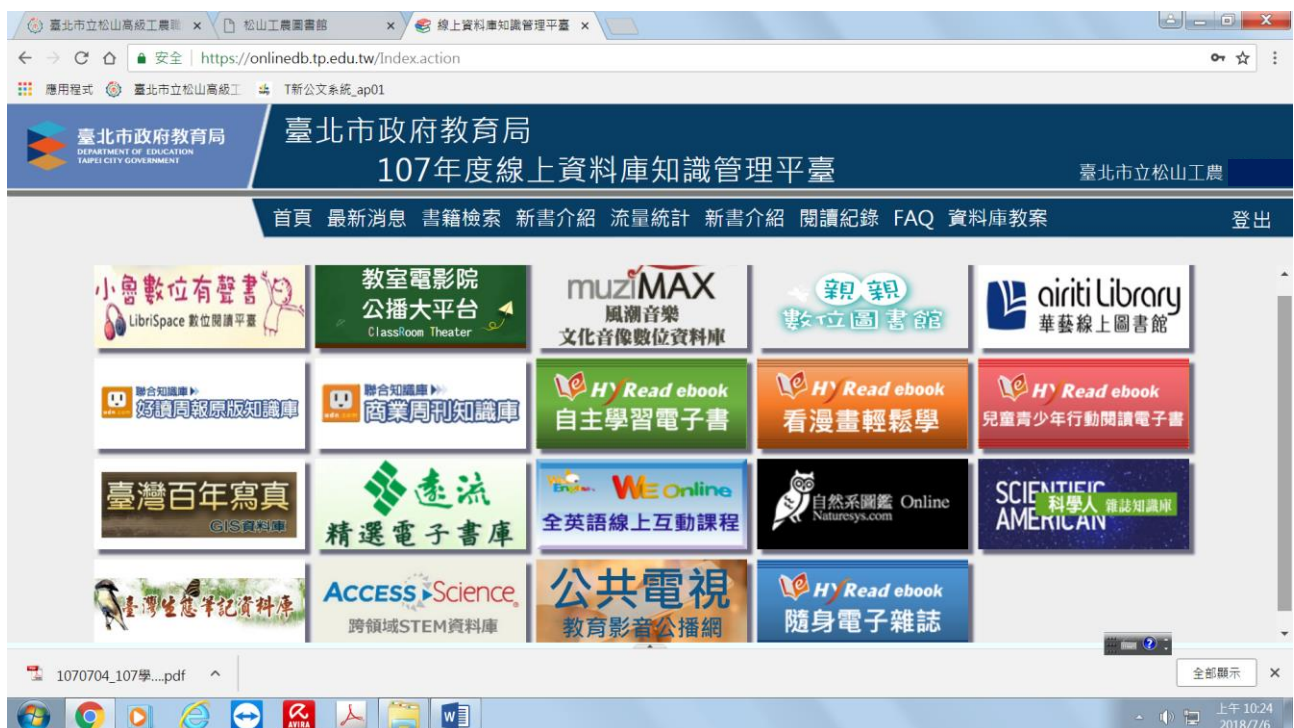 臺北市立松山高級工農職
松山工農圖書館
線上資料庫知識管理平臺
安全 | https://onlinedb.tp.edu.tw/Index.action
應用程式 臺北市立松山高級工 T新公文系統_ap01
臺北市政府教育局
DEPARTMENT OF EDUCATION
TAIPEI CITY GOVERNMENT
臺北市政府教育局
107年度線上資料庫知識管理平臺
臺北市立松山工農
首頁 最新消息 書籍檢索 新書介紹 流量統計 新書介紹 閱讀紀錄 FAQ 資料庫教案 登出
小魯數位有聲書
LibriSpace 數位閱讀平臺
教室電影院
公播大平台
ClassRoom Theater
muziMAX
風潮音樂
文化音像數位資料庫
親親
數位圖書館
airiti Library
華藝線上圖書館
聯合知識庫
udn.com
好讀周報原版知識庫
聯合知識庫
udn.com
商業周刊知識庫
HyRead ebook
自主學習電子書
HyRead ebook
看漫畫輕鬆學
HyRead ebook
兒童青少年行動閱讀電子書
臺灣百年寫真
GIS資料庫
遠流
精選電子書庫
WE Online
全英語線上互動課程
自然系圖鑑 Online
Naturesys.com
SCIENTIFIC
AMERICAN
科學人 雜誌知識庫
臺灣生態筆記資料庫
ACCESS Science
跨領域STEM資料庫
公共電視
教育影音公播網
HyRead ebook
隨身電子雜誌
1070704_107學....pdf
全部顯示
AVIRA
上午 10:24
2018/7/6